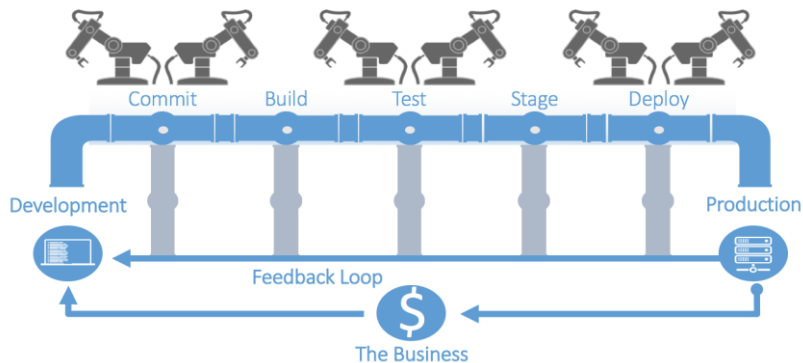 Commit
Build
Test
Stage
Deploy
Development
Production
Feedback Loop
$
The Business